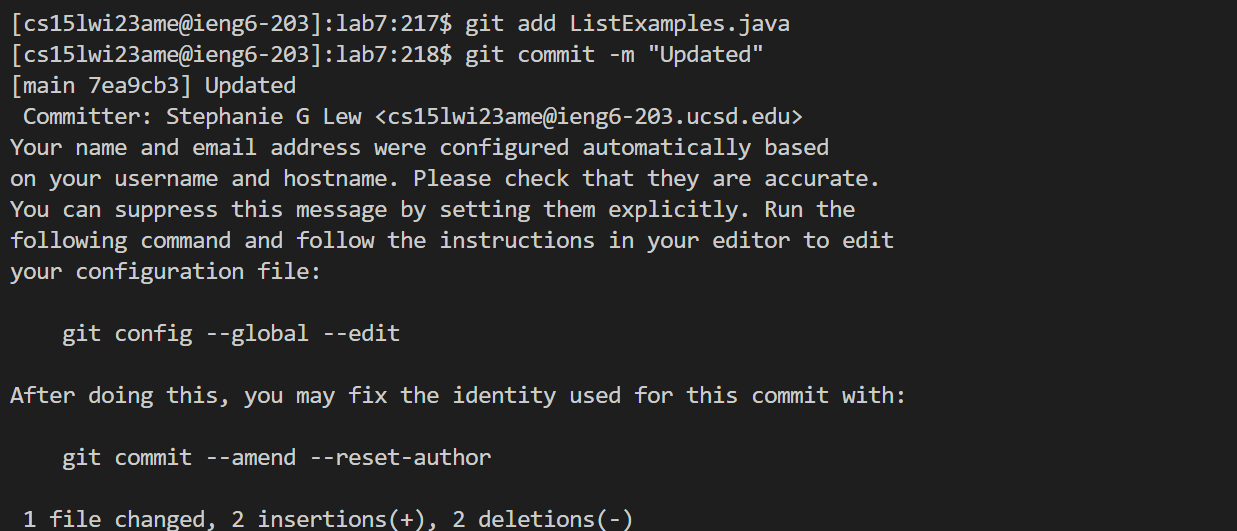 [cs15lwi23ame@ieng6-203]:lab7:217$ git add ListExamples.java
[cs15lwi23ame@ieng6-203]:lab7:218$ git commit -m "Updated"
[main 7ea9cb3] Updated
 Committer: Stephanie G Lew <cs15lwi23ame@ieng6-203.ucsd.edu>
Your name and email address were configured automatically based
on your username and hostname. Please check that they are accurate.
You can suppress this message by setting them explicitly. Run the
following command and follow the instructions in your editor to edit
your configuration file:

    git config --global --edit

After doing this, you may fix the identity used for this commit with:

    git commit --amend --reset-author

 1 file changed, 2 insertions(+), 2 deletions(-)